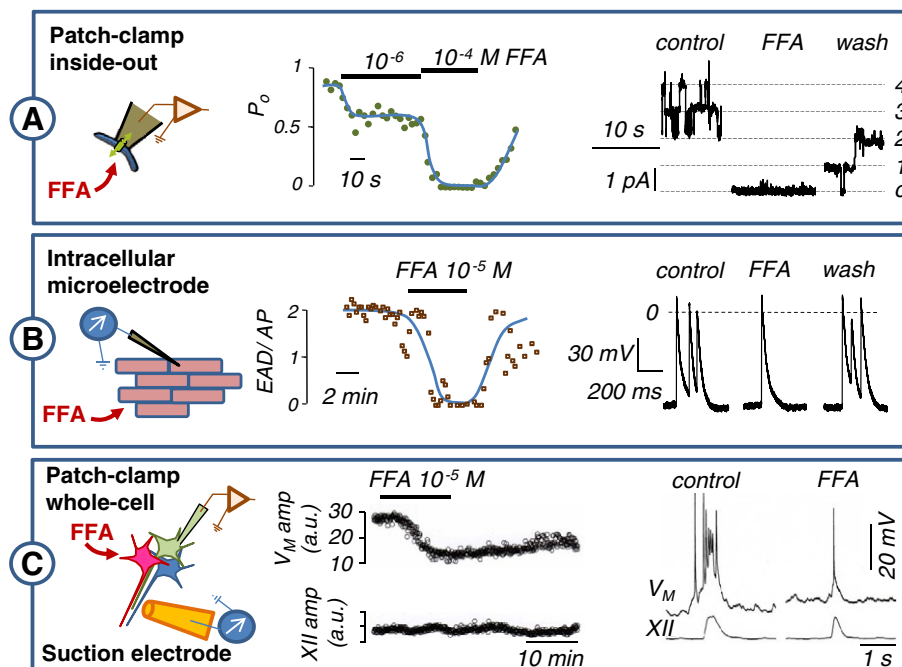 Patch-clamp
inside-out
A
FFA
10⁻⁶ 10⁻⁴ M FFA
1
0.5
0
Pₒ
10 s
control FFA wash
10 s
1 pA
4
3
2
1
c
Intracellular
microelectrode
B
FFA
FFA 10⁻⁵ M
2
1
0
EAD/ AP
2 min
control FFA wash
0
30 mV
200 ms
Patch-clamp
whole-cell
FFA
C
Suction electrode
FFA 10⁻⁵ M
30
20
10
V_M amp
(a.u.)
XII amp
(a.u.)
10 min
control FFA
20 mV
V_M
XII
1 s